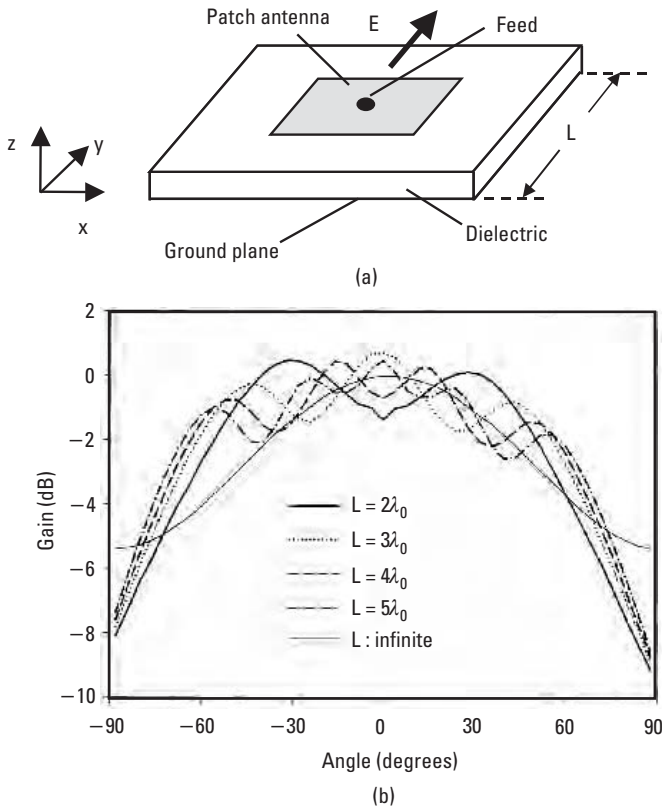 Patch antenna
E
Feed
z
y
x
L
Ground plane
Dielectric
(a)
2
0
−2
−4
−6
−8
−10
Gain (dB)
L = 2λ0
L = 3λ0
L = 4λ0
L = 5λ0
L : infinite
−90
−60
−30
0
30
60
90
Angle (degrees)
(b)